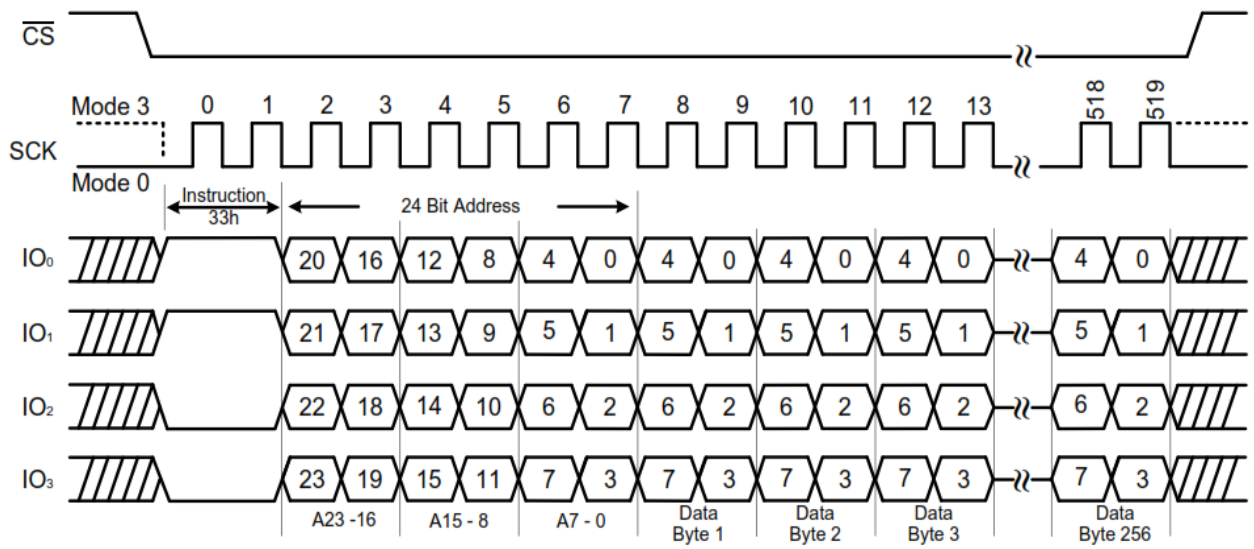 CS
Mode 3 0 1 2 3 4 5 6 7 8 9 10 11 12 13 518 519
SCK
Mode 0
Instruction
33h
24 Bit Address
IO₀ 20 16 12 8 4 0 4 0 4 0 4 0 4 0
IO₁ 21 17 13 9 5 1 5 1 5 1 5 1 5 1
IO₂ 22 18 14 10 6 2 6 2 6 2 6 2 6 2
IO₃ 23 19 15 11 7 3 7 3 7 3 7 3 7 3
A23 -16 A15 - 8 A7 - 0
Data
Byte 1
Data
Byte 2
Data
Byte 3
Data
Byte 256